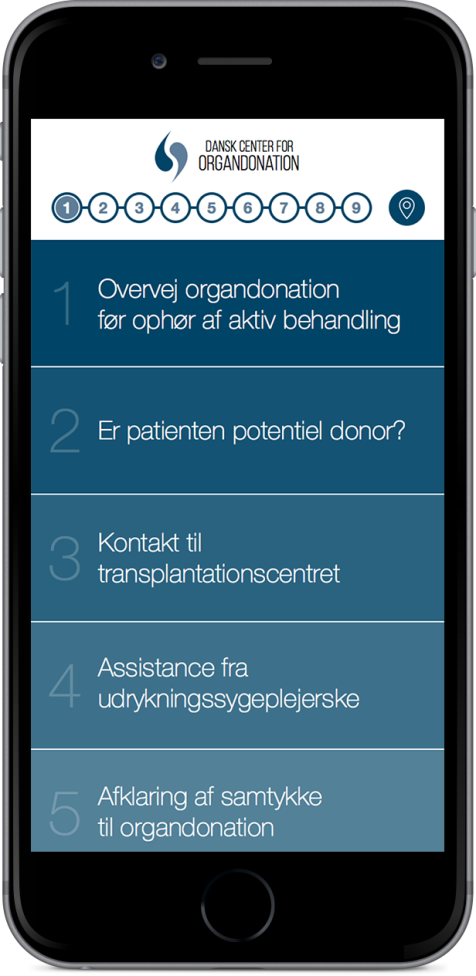 DANSK CENTER FOR
ORGANDONATION
1 2 3 4 5 6 7 8 9
1
Overvej organdonation
før ophør af aktiv behandling
2
Er patienten potentiel donor?
3
Kontakt til
transplantationscentret
4
Assistance fra
udrykningssygeplejerske
5
Afklaring af samtykke
til organdonation